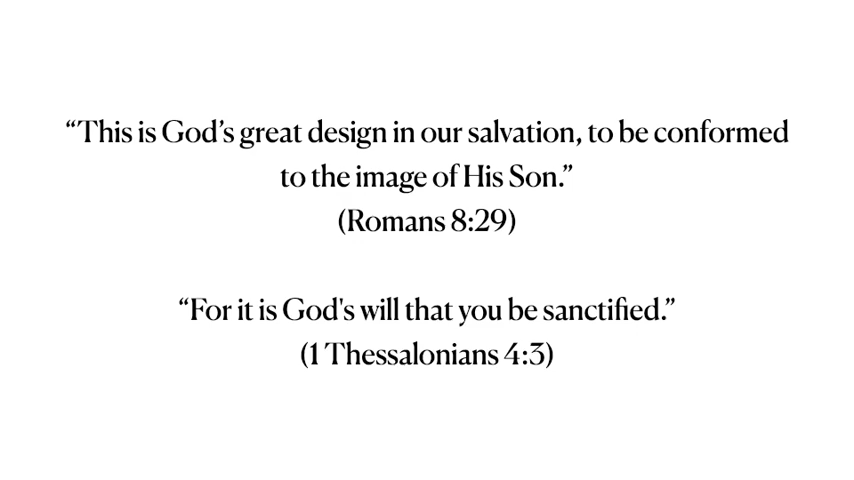 “This is God’s great design in our salvation, to be conformed
to the image of His Son.”
(Romans 8:29)
“For it is God's will that you be sanctified.”
(1 Thessalonians 4:3)